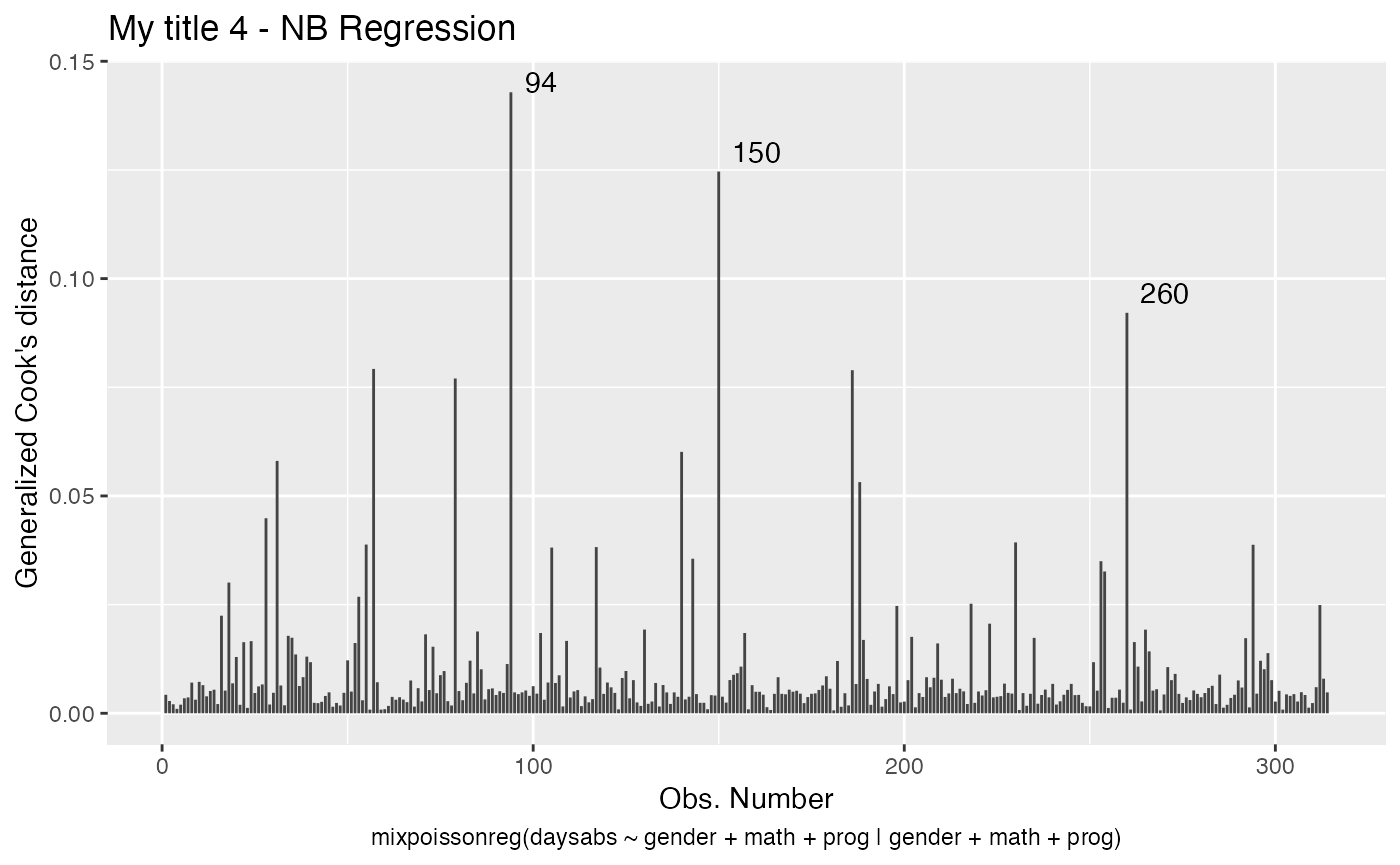 My title 4 - NB Regression
0.15
94
150
0.10
260
Generalized Cook's distance
0.05
0.00
0
100
200
300
Obs. Number
mixpoissonreg(daysabs ~ gender + math + prog | gender + math + prog)